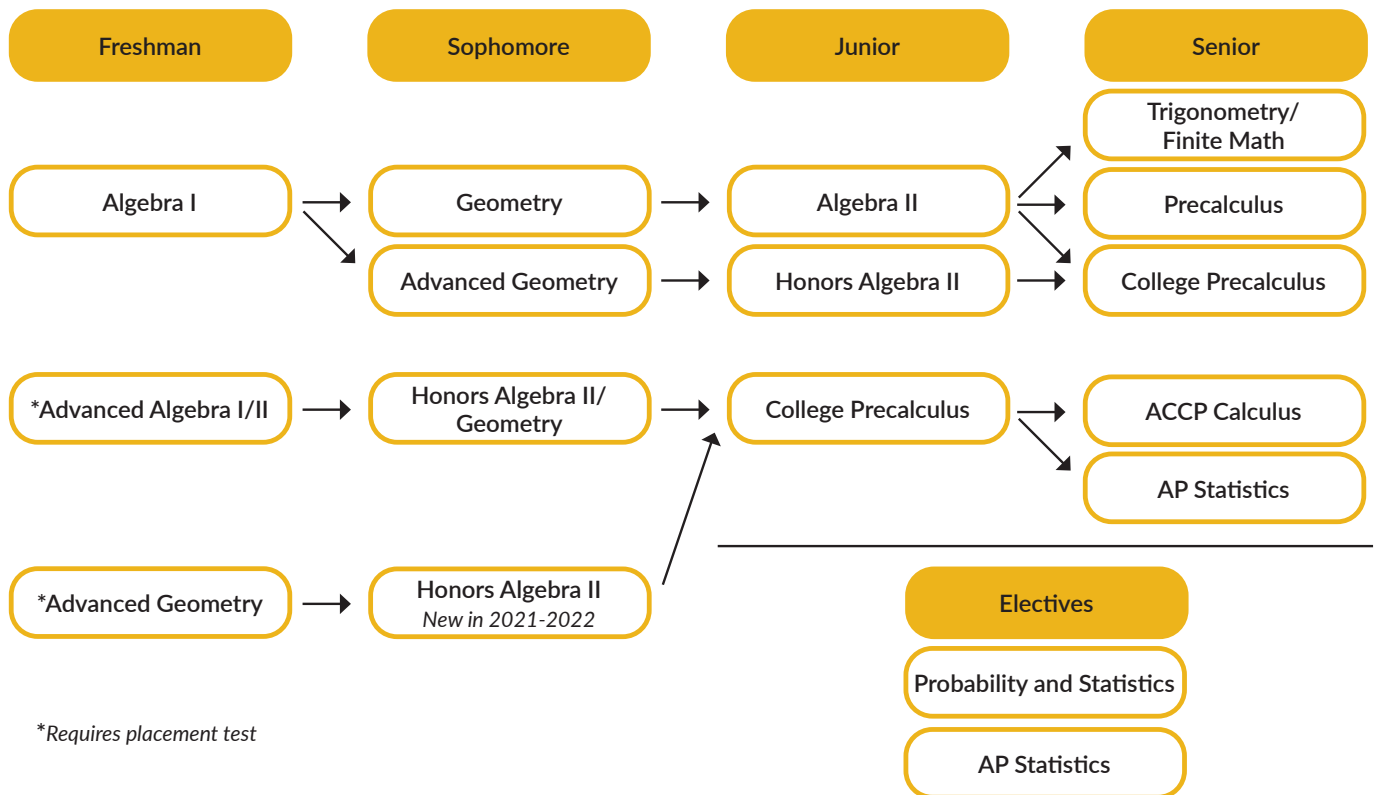 Freshman
Sophomore
Junior
Senior
Trigonometry/
Finite Math
Algebra I
Geometry
Algebra II
Precalculus
Advanced Geometry
Honors Algebra II
College Precalculus
*Advanced Algebra I/II
Honors Algebra II/
Geometry
College Precalculus
ACCP Calculus
AP Statistics
*Advanced Geometry
Honors Algebra II
New in 2021-2022
Electives
Probability and Statistics
AP Statistics
*Requires placement test